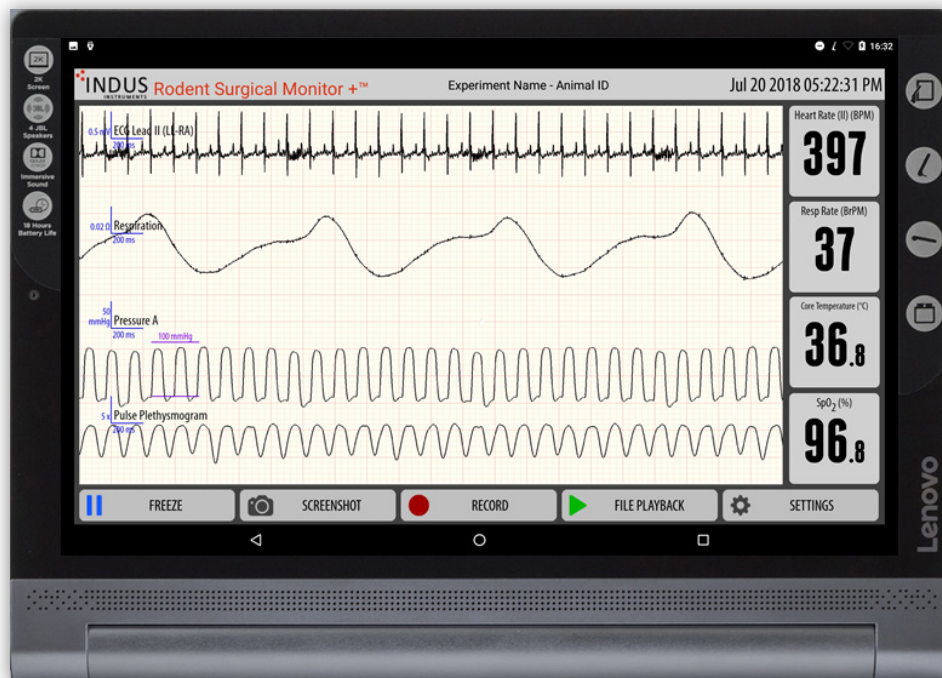 16:32
2K
Screen
JBL
4 JBL
Speakers
Immersive
Sound
18 Hours
Battery Life
INDUS
INSTRUMENTS
Rodent Surgical Monitor +™
Experiment Name - Animal ID
Jul 20 2018 05:22:31 PM
0.5 mV
ECG Lead II (LL-RA)
200 ms
Heart Rate (II) (BPM)
397
0.02 Ω
Respiration
200 ms
Resp Rate (BrPM)
37
50
mmHg
Pressure A
200 ms
100 mmHg
Core Temperature (°C)
36.8
5 x
Pulse Plethysmogram
200 ms
SpO2 (%)
96.8
FREEZE
SCREENSHOT
RECORD
FILE PLAYBACK
SETTINGS
Lenovo